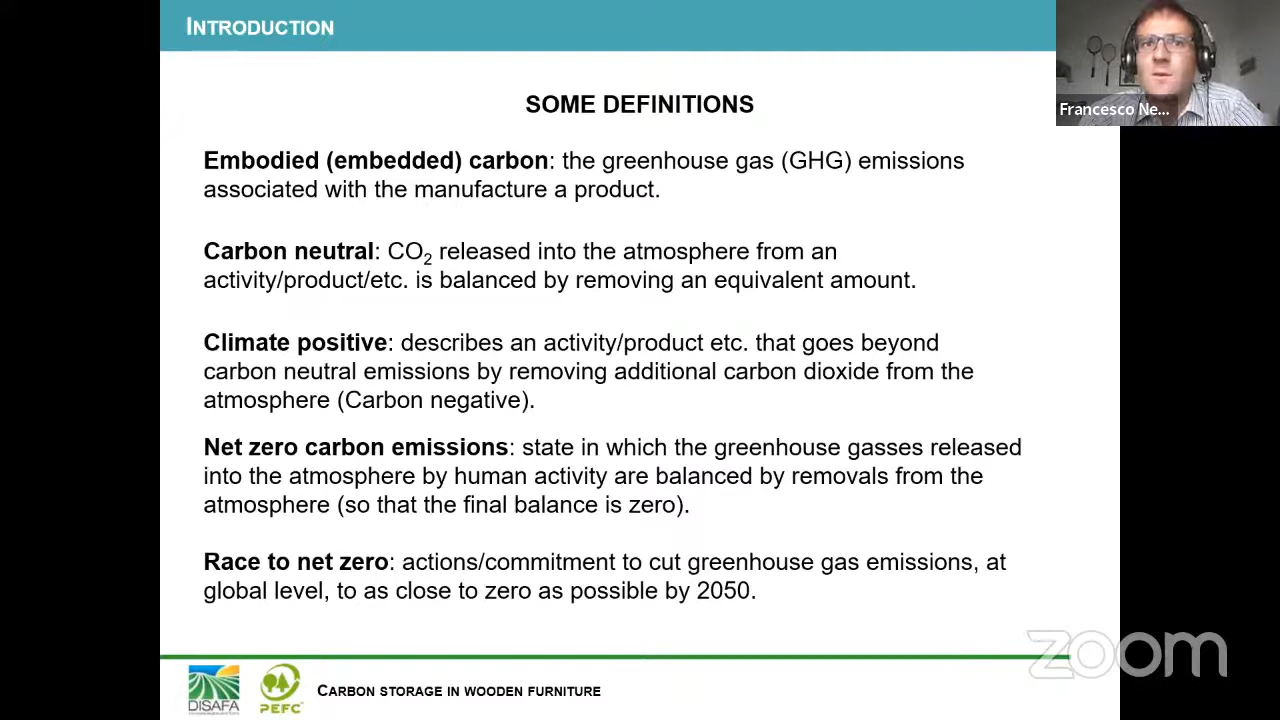 INTRODUCTION
Francesco Ne...
SOME DEFINITIONS
Embodied (embedded) carbon: the greenhouse gas (GHG) emissions
associated with the manufacture a product.
Carbon neutral: CO₂ released into the atmosphere from an
activity/product/etc. is balanced by removing an equivalent amount.
Climate positive: describes an activity/product etc. that goes beyond
carbon neutral emissions by removing additional carbon dioxide from the
atmosphere (Carbon negative).
Net zero carbon emissions: state in which the greenhouse gasses released
into the atmosphere by human activity are balanced by removals from the
atmosphere (so that the final balance is zero).
Race to net zero: actions/commitment to cut greenhouse gas emissions, at
global level, to as close to zero as possible by 2050.
zoom
DISAFA
PEFC
CARBON STORAGE IN WOODEN FURNITURE